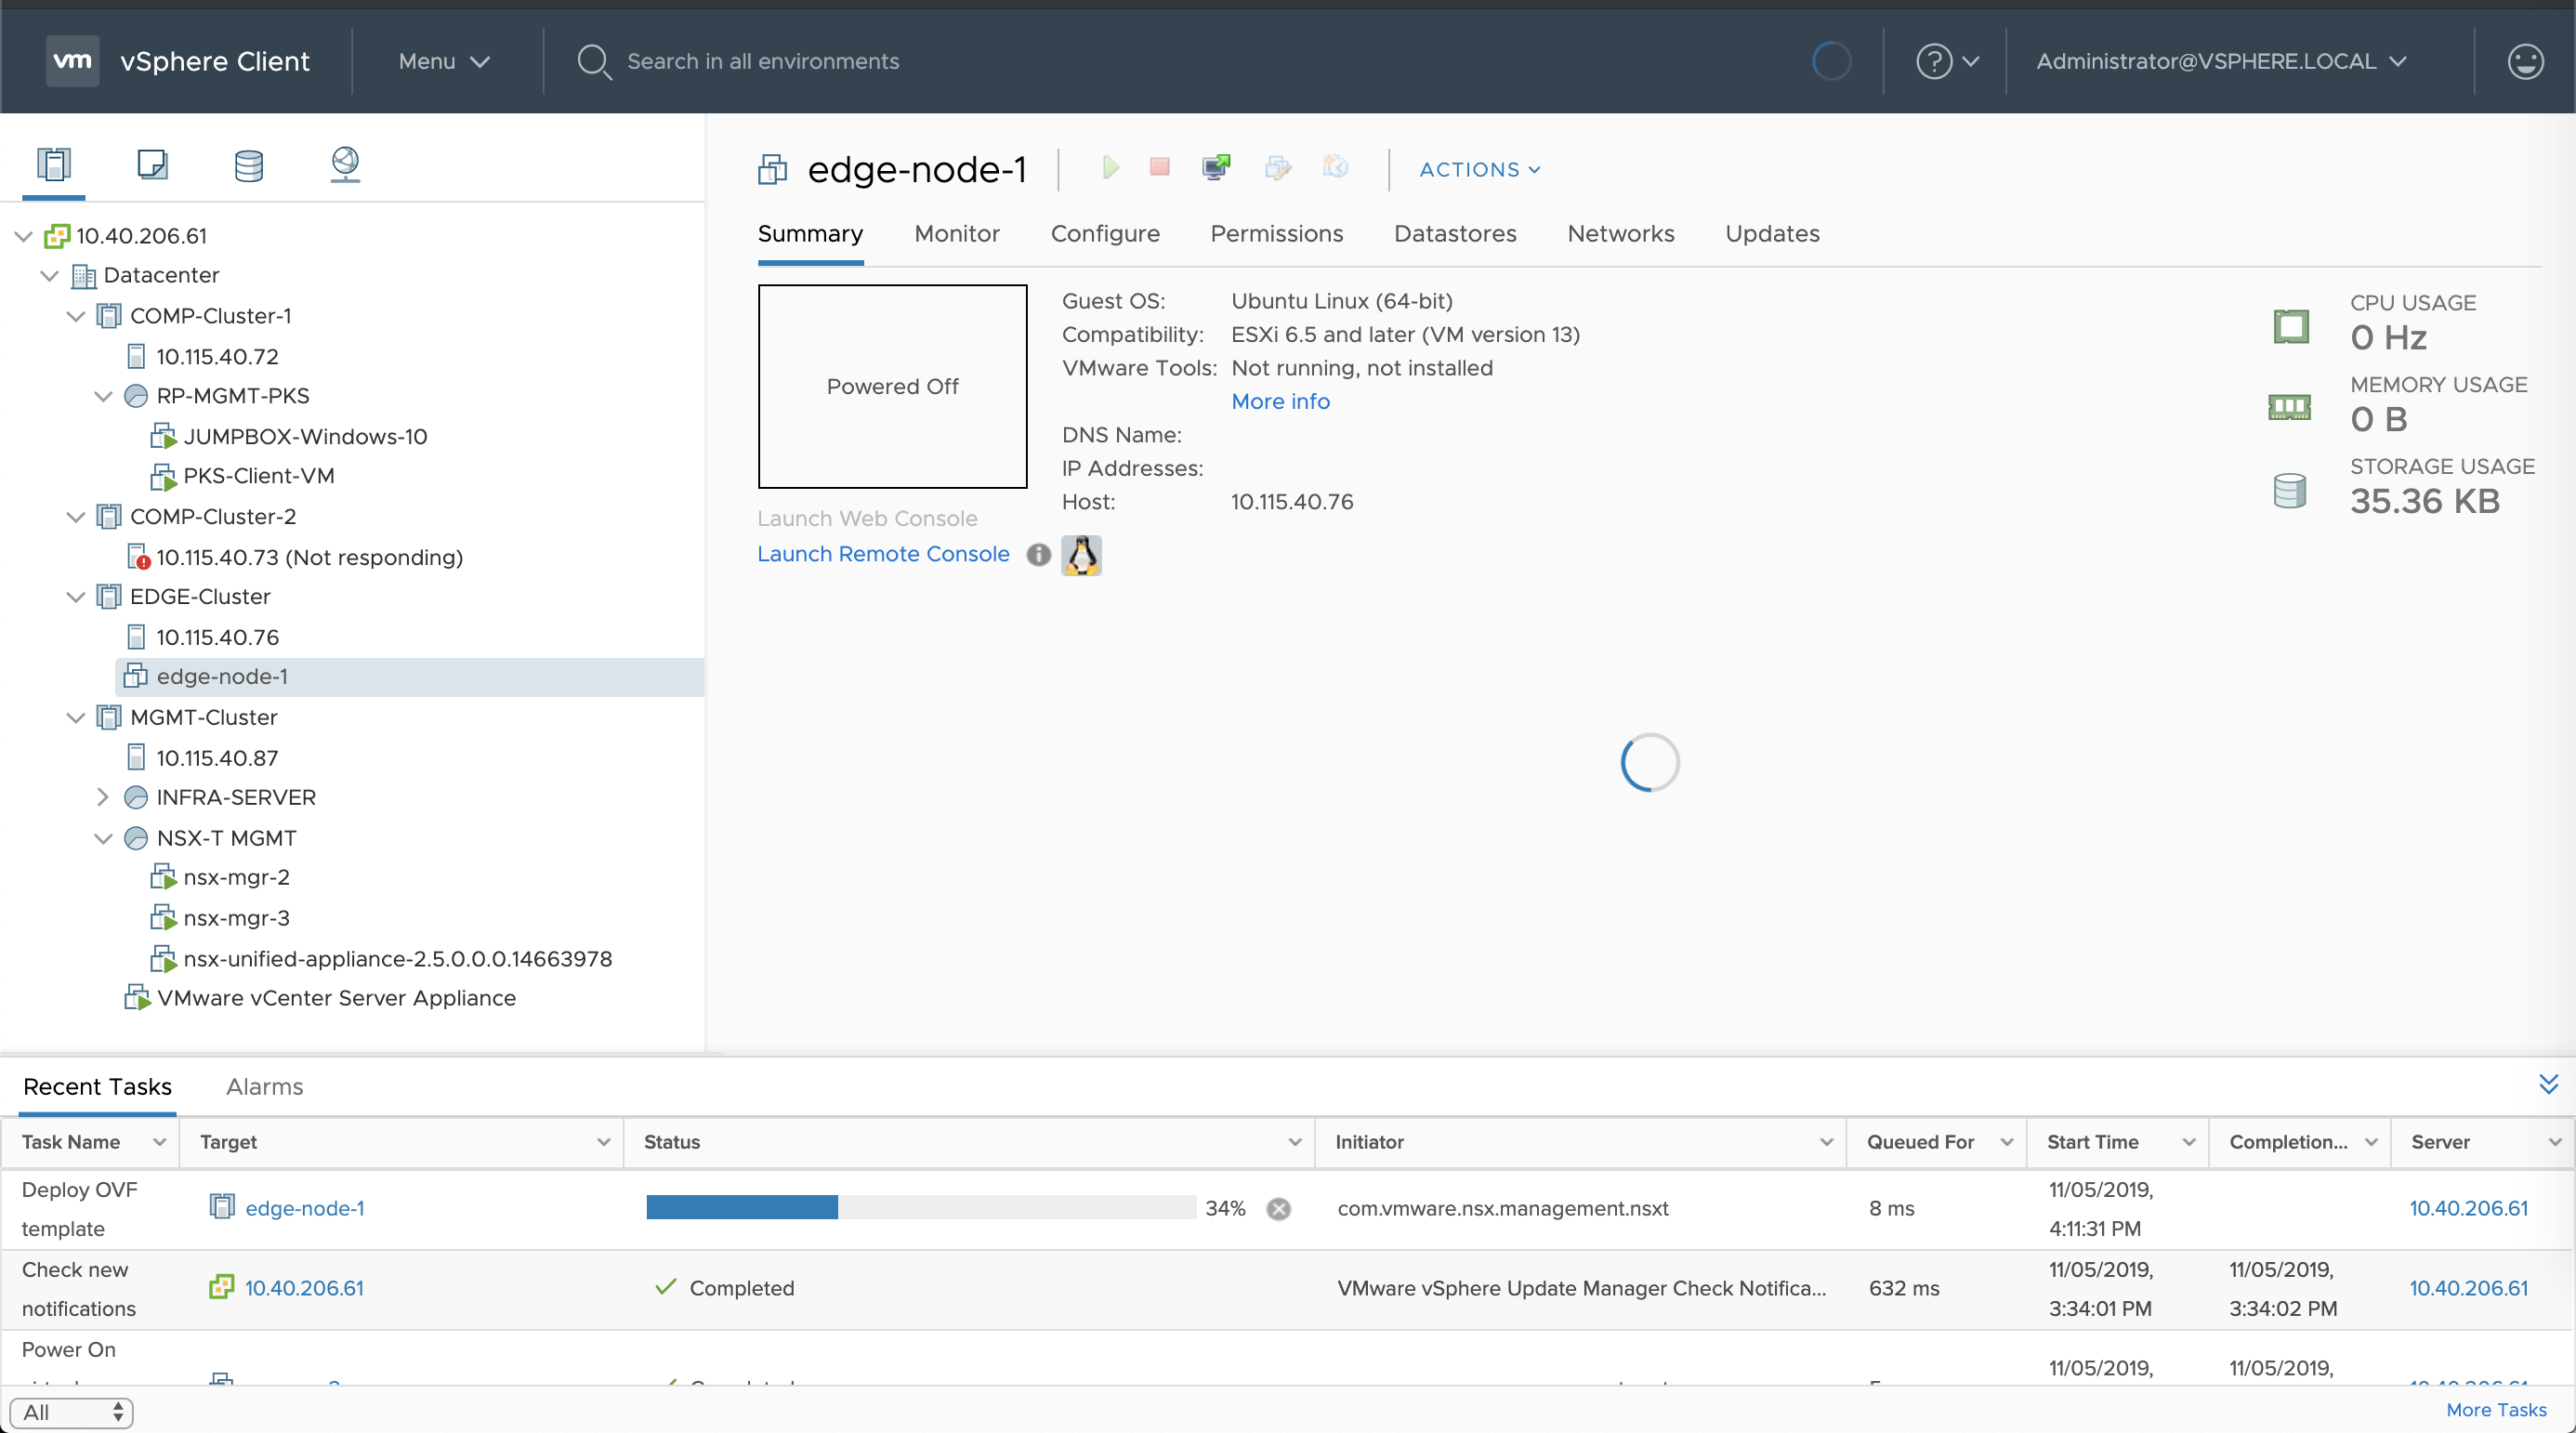 vm vSphere Client Menu Search in all environments ? Administrator@VSPHERE.LOCAL
10.40.206.61
Datacenter
COMP-Cluster-1
10.115.40.72
RP-MGMT-PKS
JUMPBOX-Windows-10
PKS-Client-VM
COMP-Cluster-2
10.115.40.73 (Not responding)
EDGE-Cluster
10.115.40.76
edge-node-1
MGMT-Cluster
10.115.40.87
INFRA-SERVER
NSX-T MGMT
nsx-mgr-2
nsx-mgr-3
nsx-unified-appliance-2.5.0.0.0.14663978
VMware vCenter Server Appliance
edge-node-1 ACTIONS
Summary Monitor Configure Permissions Datastores Networks Updates
Powered Off
Launch Web Console
Launch Remote Console
Guest OS: Ubuntu Linux (64-bit)
Compatibility: ESXi 6.5 and later (VM version 13)
VMware Tools: Not running, not installed
More info
DNS Name:
IP Addresses:
Host: 10.115.40.76
CPU USAGE
0 Hz
MEMORY USAGE
0 B
STORAGE USAGE
35.36 KB
Recent Tasks Alarms
Task Name Target Status Initiator Queued For Start Time Completion... Server
Deploy OVF
template
edge-node-1
34%
com.vmware.nsx.management.nsxt
8 ms
11/05/2019,
4:11:31 PM
10.40.206.61
Check new
notifications
10.40.206.61
Completed
VMware vSphere Update Manager Check Notifica...
632 ms
11/05/2019,
3:34:01 PM
11/05/2019,
3:34:02 PM
10.40.206.61
Power On
11/05/2019,
11/05/2019,
All
More Tasks